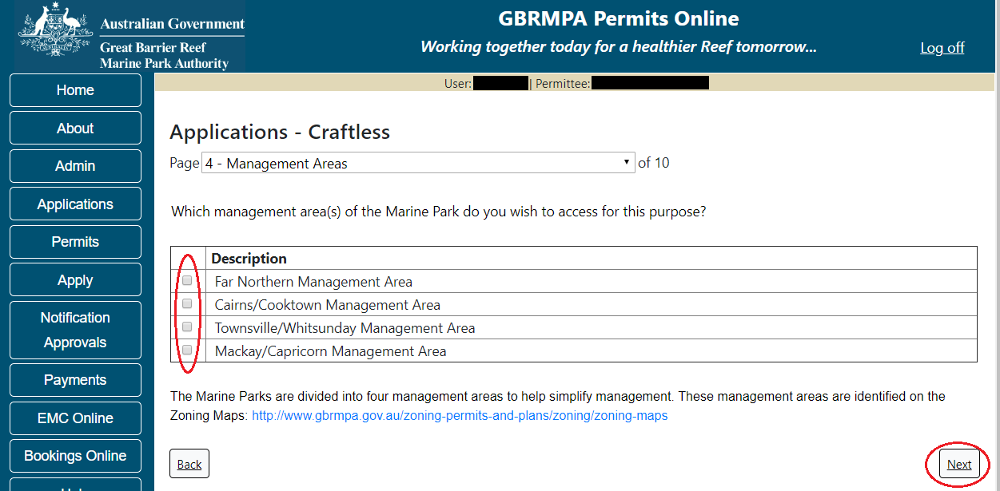 Australian Government
Great Barrier Reef
Marine Park Authority
GBRMPA Permits Online
Working together today for a healthier Reef tomorrow...
Log off
Home
About
Admin
Applications
Permits
Apply
Notification
Approvals
Payments
EMC Online
Bookings Online
User: | Permittee:
Applications - Craftless
Page 4 - Management Areas of 10
Which management area(s) of the Marine Park do you wish to access for this purpose?
Description
Far Northern Management Area
Cairns/Cooktown Management Area
Townsville/Whitsunday Management Area
Mackay/Capricorn Management Area
The Marine Parks are divided into four management areas to help simplify management. These management areas are identified on the
Zoning Maps: http://www.gbrmpa.gov.au/zoning-permits-and-plans/zoning/zoning-maps
Back
Next